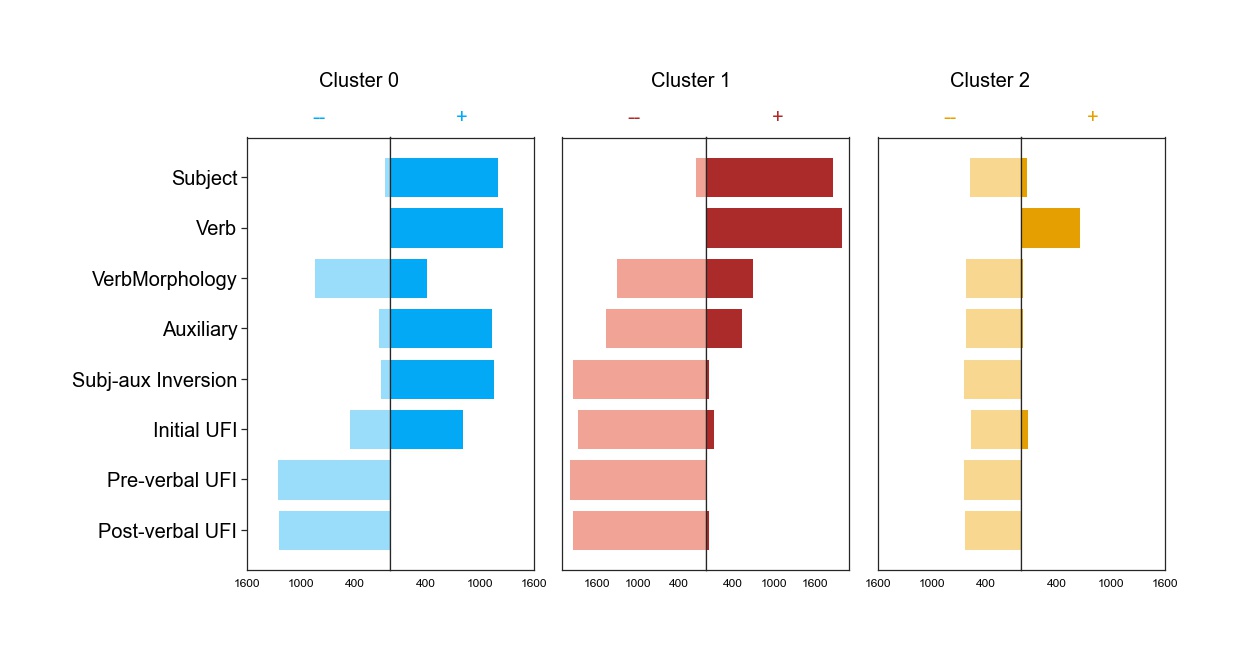 Cluster 0 Cluster 1 Cluster 2
– + – + – +
Subject
Verb
VerbMorphology
Auxiliary
Subj-aux Inversion
Initial UFI
Pre-verbal UFI
Post-verbal UFI
1600 1000 400 400 1000 1600 1600 1000 400 400 1000 1600 1600 1000 400 400 1000 1600